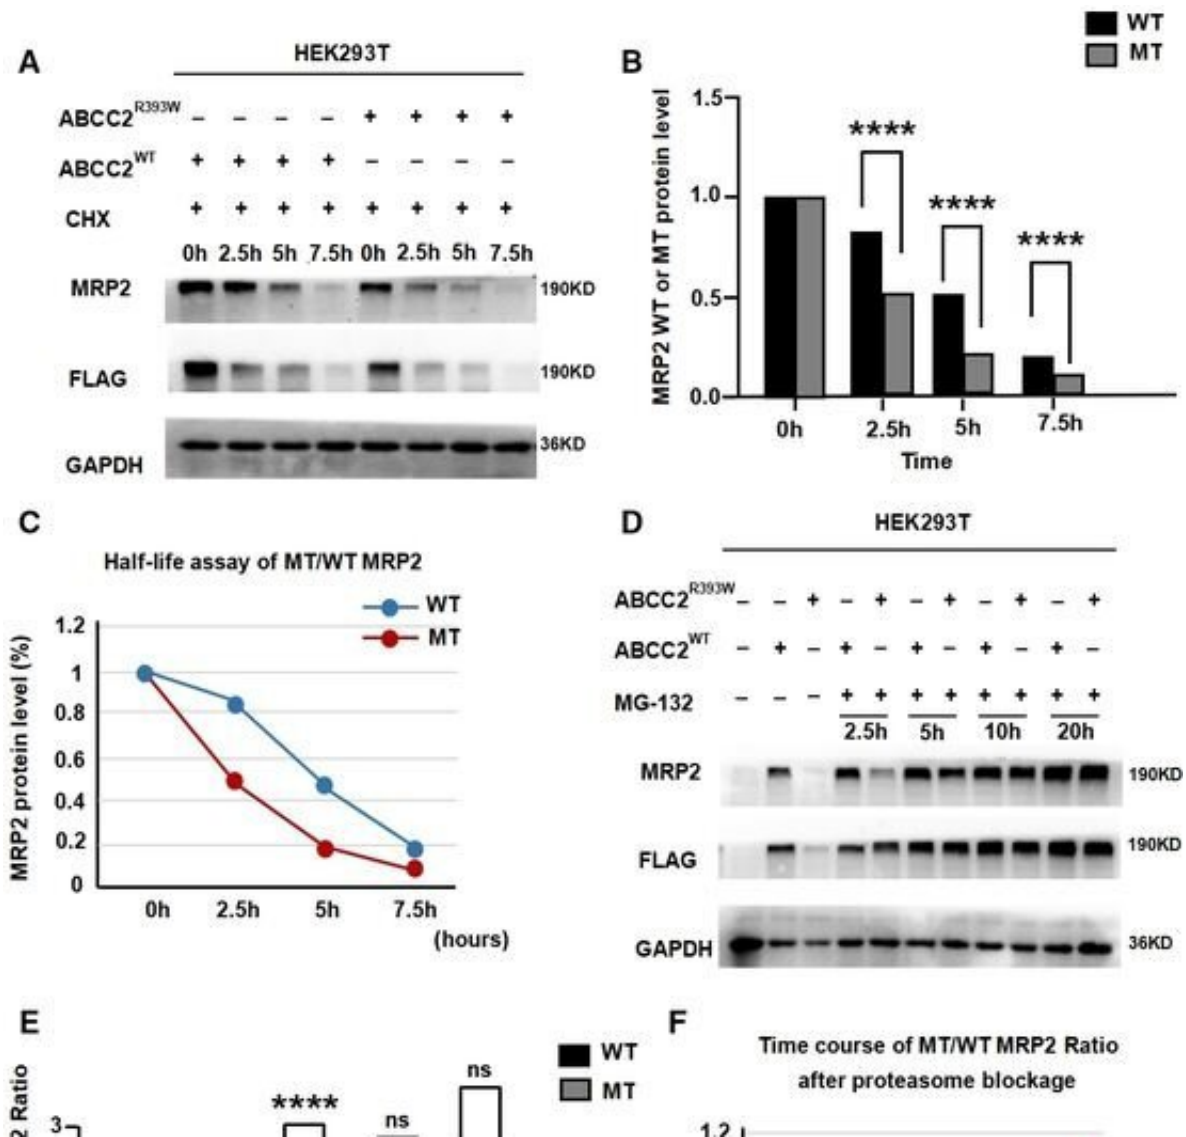 A
HEK293T
ABCC2R393W – – – – + + + +
ABCC2WT + + + + – – – –
CHX + + + + + + + +
0h 2.5h 5h 7.5h 0h 2.5h 5h 7.5h
MRP2 190KD
FLAG 190KD
GAPDH 36KD
B
WT
MT
MRP2 WT or MT protein level
1.5
1.0
0.5
0.0
****
****
****
0h 2.5h 5h 7.5h
Time
C
Half-life assay of MT/WT MRP2
WT
MT
MRP2 protein level (%)
1.2
1
0.8
0.6
0.4
0.2
0
0h 2.5h 5h 7.5h
(hours)
D
HEK293T
ABCC2R393W – – + – + – + – + – +
ABCC2WT – + – + – + – + – + –
MG-132 – – – + + + + + + + +
2.5h 5h 10h 20h
MRP2 190KD
FLAG 190KD
GAPDH 36KD
E
WT
MT
2 Ratio
3
****
ns
ns
F
Time course of MT/WT MRP2 Ratio
after proteasome blockage
1.2